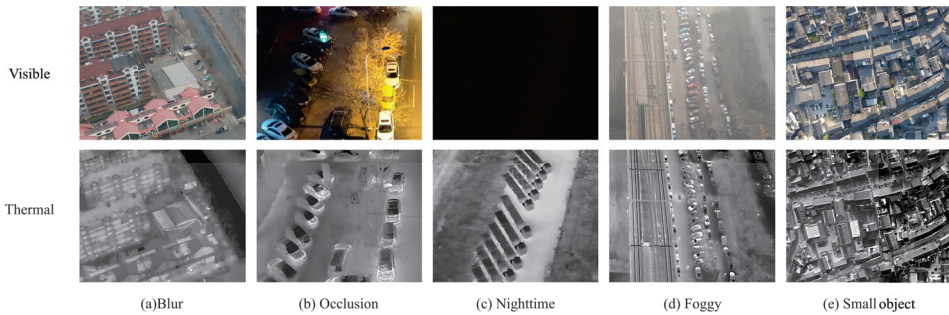 Visible
Thermal
(a)Blur
(b) Occlusion
(c) Nighttime
(d) Foggy
(e) Small object